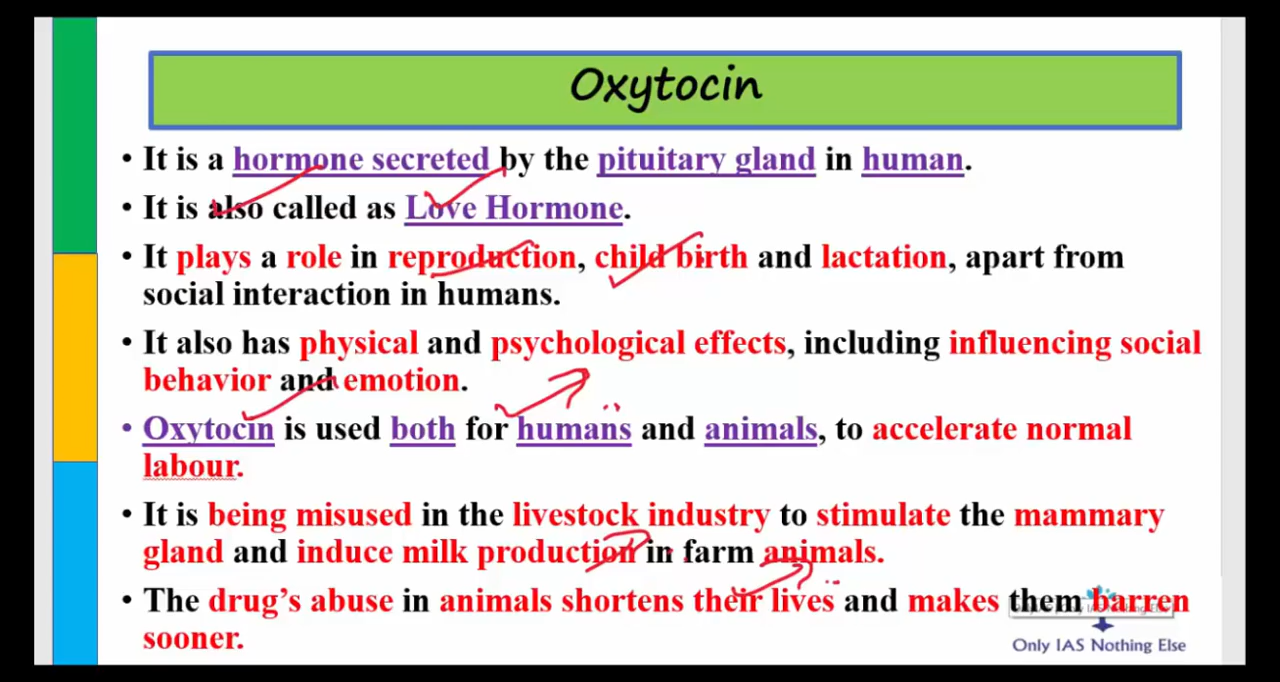 Oxytocin
• It is a hormone secreted by the pituitary gland in human.
• It is also called as Love Hormone.
• It plays a role in reproduction, child birth and lactation, apart from
social interaction in humans.
• It also has physical and psychological effects, including influencing social
behavior and emotion.
• Oxytocin is used both for humans and animals, to accelerate normal
labour.
• It is being misused in the livestock industry to stimulate the mammary
gland and induce milk production in farm animals.
• The drug's abuse in animals shortens their lives and makes them barren
sooner.
Only IAS Nothing Else